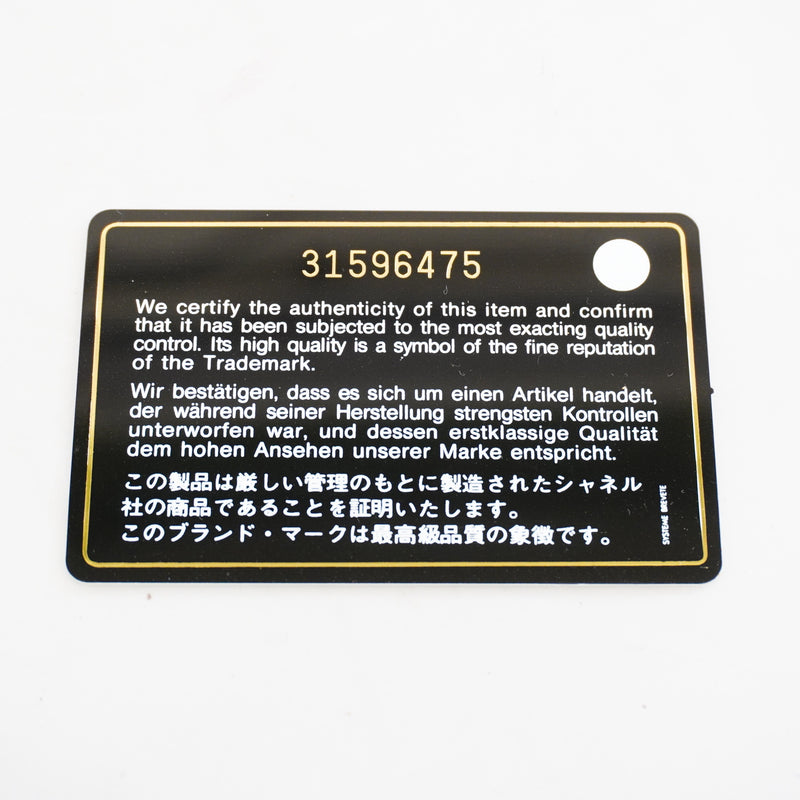 31596475
We certify the authenticity of this item and confirm
that it has been subjected to the most exacting quality
control. Its high quality is a symbol of the fine reputation
of the Trademark.
Wir bestätigen, dass es sich um einen Artikel handelt,
der während seiner Herstellung strengsten Kontrollen
unterworfen war, und dessen erstklassige Qualität
dem hohen Ansehen unserer Marke entspricht.
この製品は厳しい管理のもとに製造されたシャネル
社の商品であることを証明いたします。
このブランド・マークは最高級品質の象徴です。
SYSTEME BREVETE